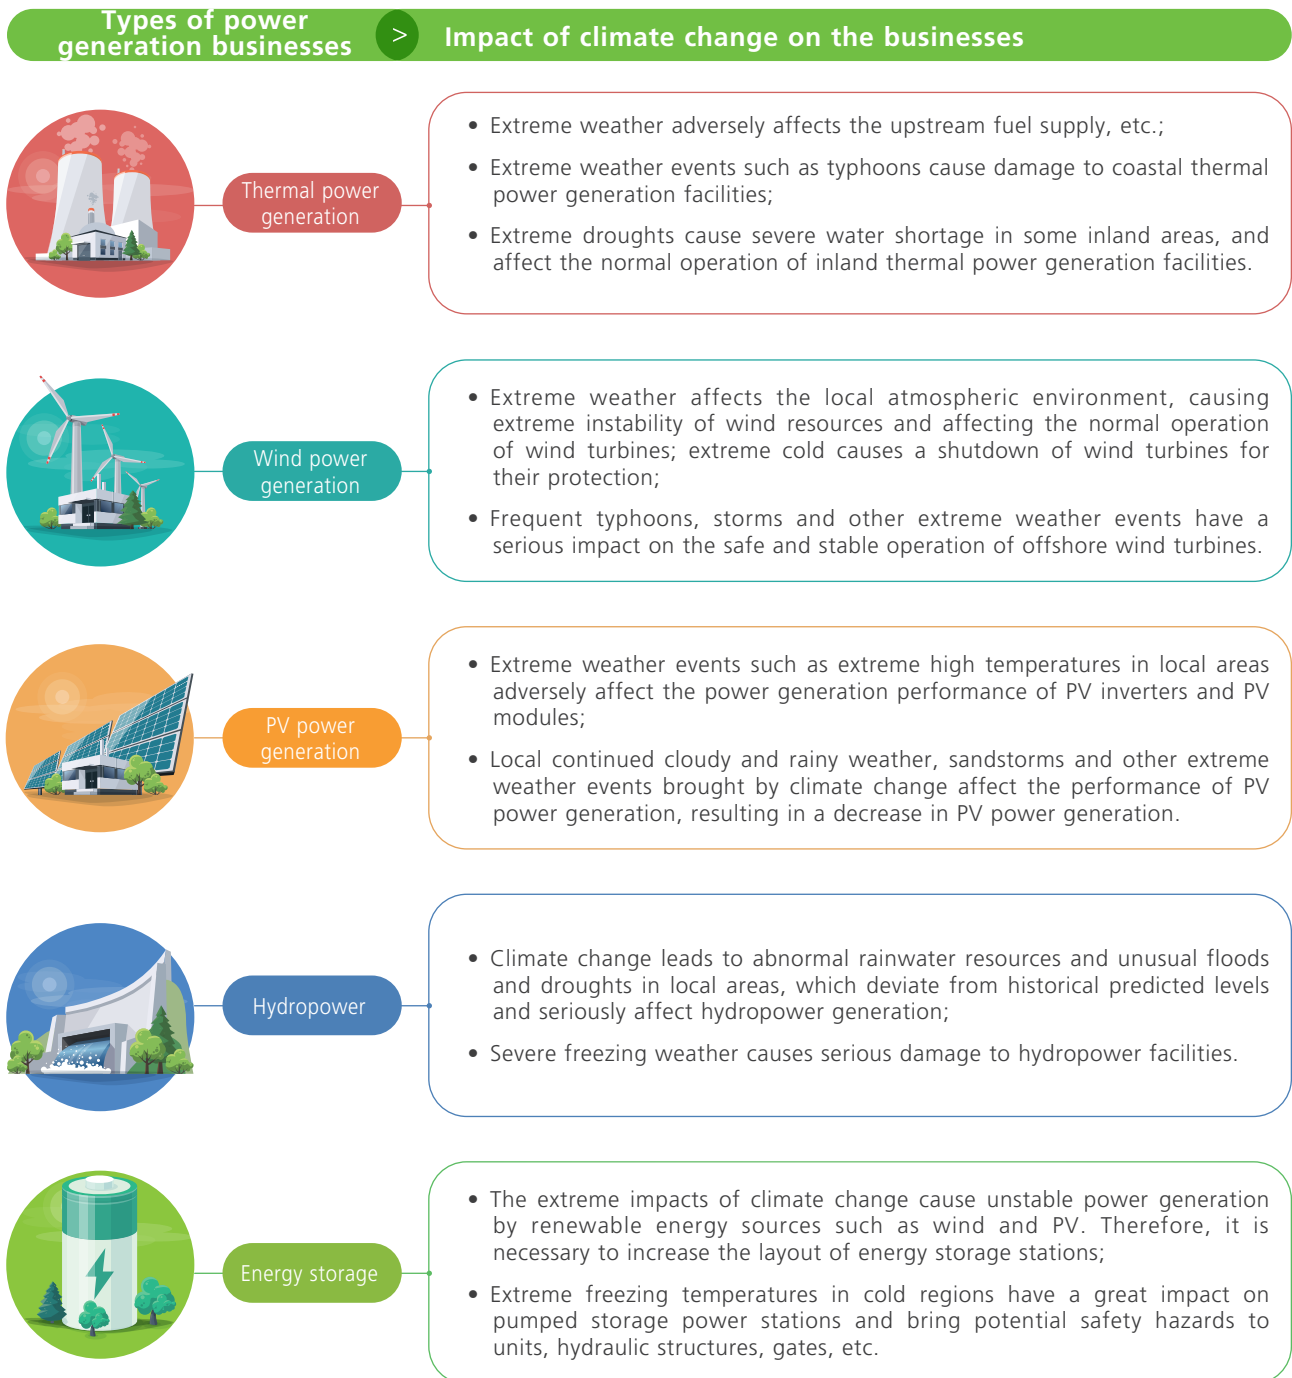 Types of power
generation businesses
>
Impact of climate change on the businesses
Thermal power
generation
• Extreme weather adversely affects the upstream fuel supply, etc.;
• Extreme weather events such as typhoons cause damage to coastal thermal
power generation facilities;
• Extreme droughts cause severe water shortage in some inland areas, and
affect the normal operation of inland thermal power generation facilities.
Wind power
generation
• Extreme weather affects the local atmospheric environment, causing
extreme instability of wind resources and affecting the normal operation
of wind turbines; extreme cold causes a shutdown of wind turbines for
their protection;
• Frequent typhoons, storms and other extreme weather events have a
serious impact on the safe and stable operation of offshore wind turbines.
PV power
generation
• Extreme weather events such as extreme high temperatures in local areas
adversely affect the power generation performance of PV inverters and PV
modules;
• Local continued cloudy and rainy weather, sandstorms and other extreme
weather events brought by climate change affect the performance of PV
power generation, resulting in a decrease in PV power generation.
Hydropower
• Climate change leads to abnormal rainwater resources and unusual floods
and droughts in local areas, which deviate from historical predicted levels
and seriously affect hydropower generation;
• Severe freezing weather causes serious damage to hydropower facilities.
Energy storage
• The extreme impacts of climate change cause unstable power generation
by renewable energy sources such as wind and PV. Therefore, it is
necessary to increase the layout of energy storage stations;
• Extreme freezing temperatures in cold regions have a great impact on
pumped storage power stations and bring potential safety hazards to
units, hydraulic structures, gates, etc.